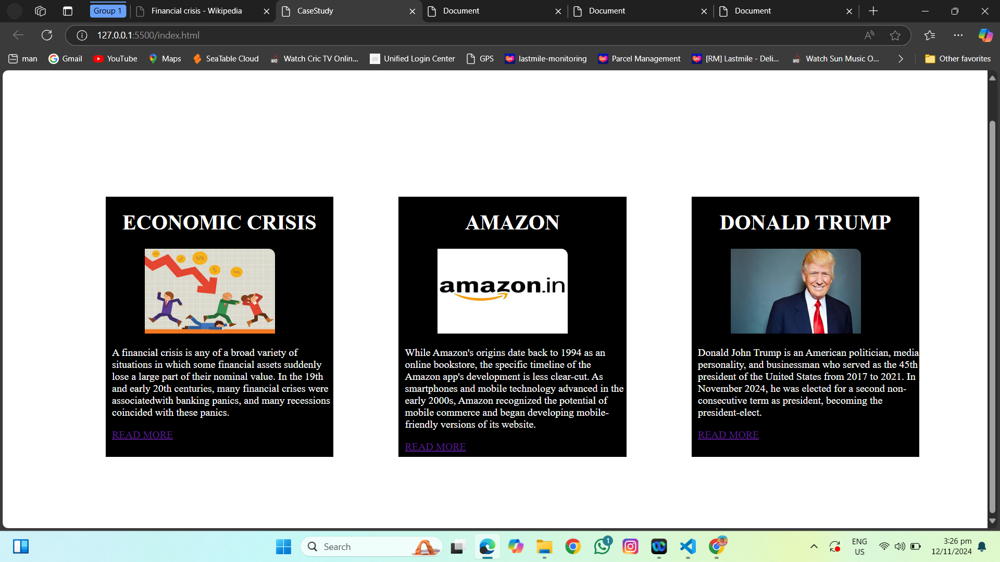 Group 1
Financial crisis - Wikipedia
CaseStudy
Document
Document
Document
127.0.0.1:5500/index.html
man
Gmail
YouTube
Maps
SeaTable Cloud
Watch Cric TV Onlin...
Unified Login Center
GPS
lastmile-monitoring
Parcel Management
[RM] Lastmile - Deli...
Watch Sun Music O...
Other favorites
ECONOMIC CRISIS
A financial crisis is any of a broad variety of
situations in which some financial assets suddenly
lose a large part of their nominal value. In the 19th
and early 20th centuries, many financial crises were
associatedwith banking panics, and many recessions
coincided with these panics.
READ MORE
AMAZON
amazon.in
While Amazon's origins date back to 1994 as an
online bookstore, the specific timeline of the
Amazon app's development is less clear-cut. As
smartphones and mobile technology advanced in the
early 2000s, Amazon recognized the potential of
mobile commerce and began developing mobile-
friendly versions of its website.
READ MORE
DONALD TRUMP
Donald John Trump is an American politician, media
personality, and businessman who served as the 45th
president of the United States from 2017 to 2021. In
November 2024, he was elected for a second non-
consecutive term as president, becoming the
president-elect.
READ MORE
Search
1
ENG
US
3:26 pm
12/11/2024